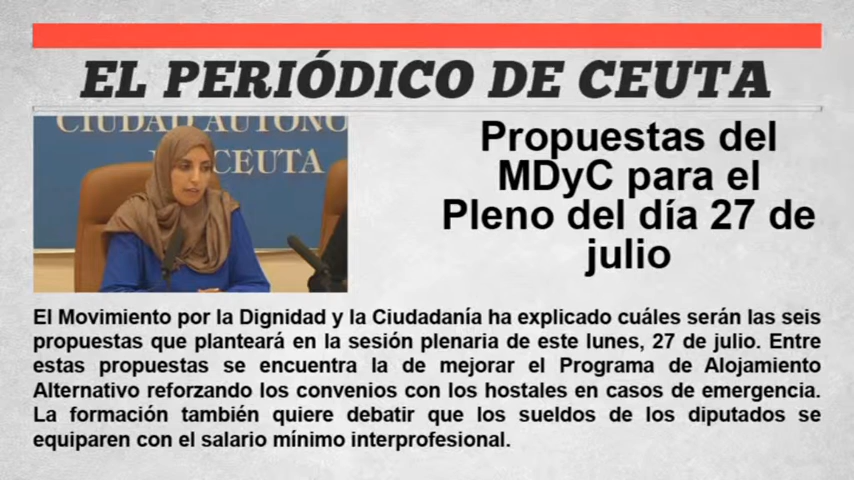 EL PERIÓDICO DE CEUTA
CIUDAD AUTÓNO
CEUTA
Propuestas del
MDyC para el
Pleno del día 27 de
julio
El Movimiento por la Dignidad y la Ciudadanía ha explicado cuáles serán las seis
propuestas que planteará en la sesión plenaria de este lunes, 27 de julio. Entre
estas propuestas se encuentra la de mejorar el Programa de Alojamiento
Alternativo reforzando los convenios con los hostales en casos de emergencia.
La formación también quiere debatir que los sueldos de los diputados se
equiparen con el salario mínimo interprofesional.